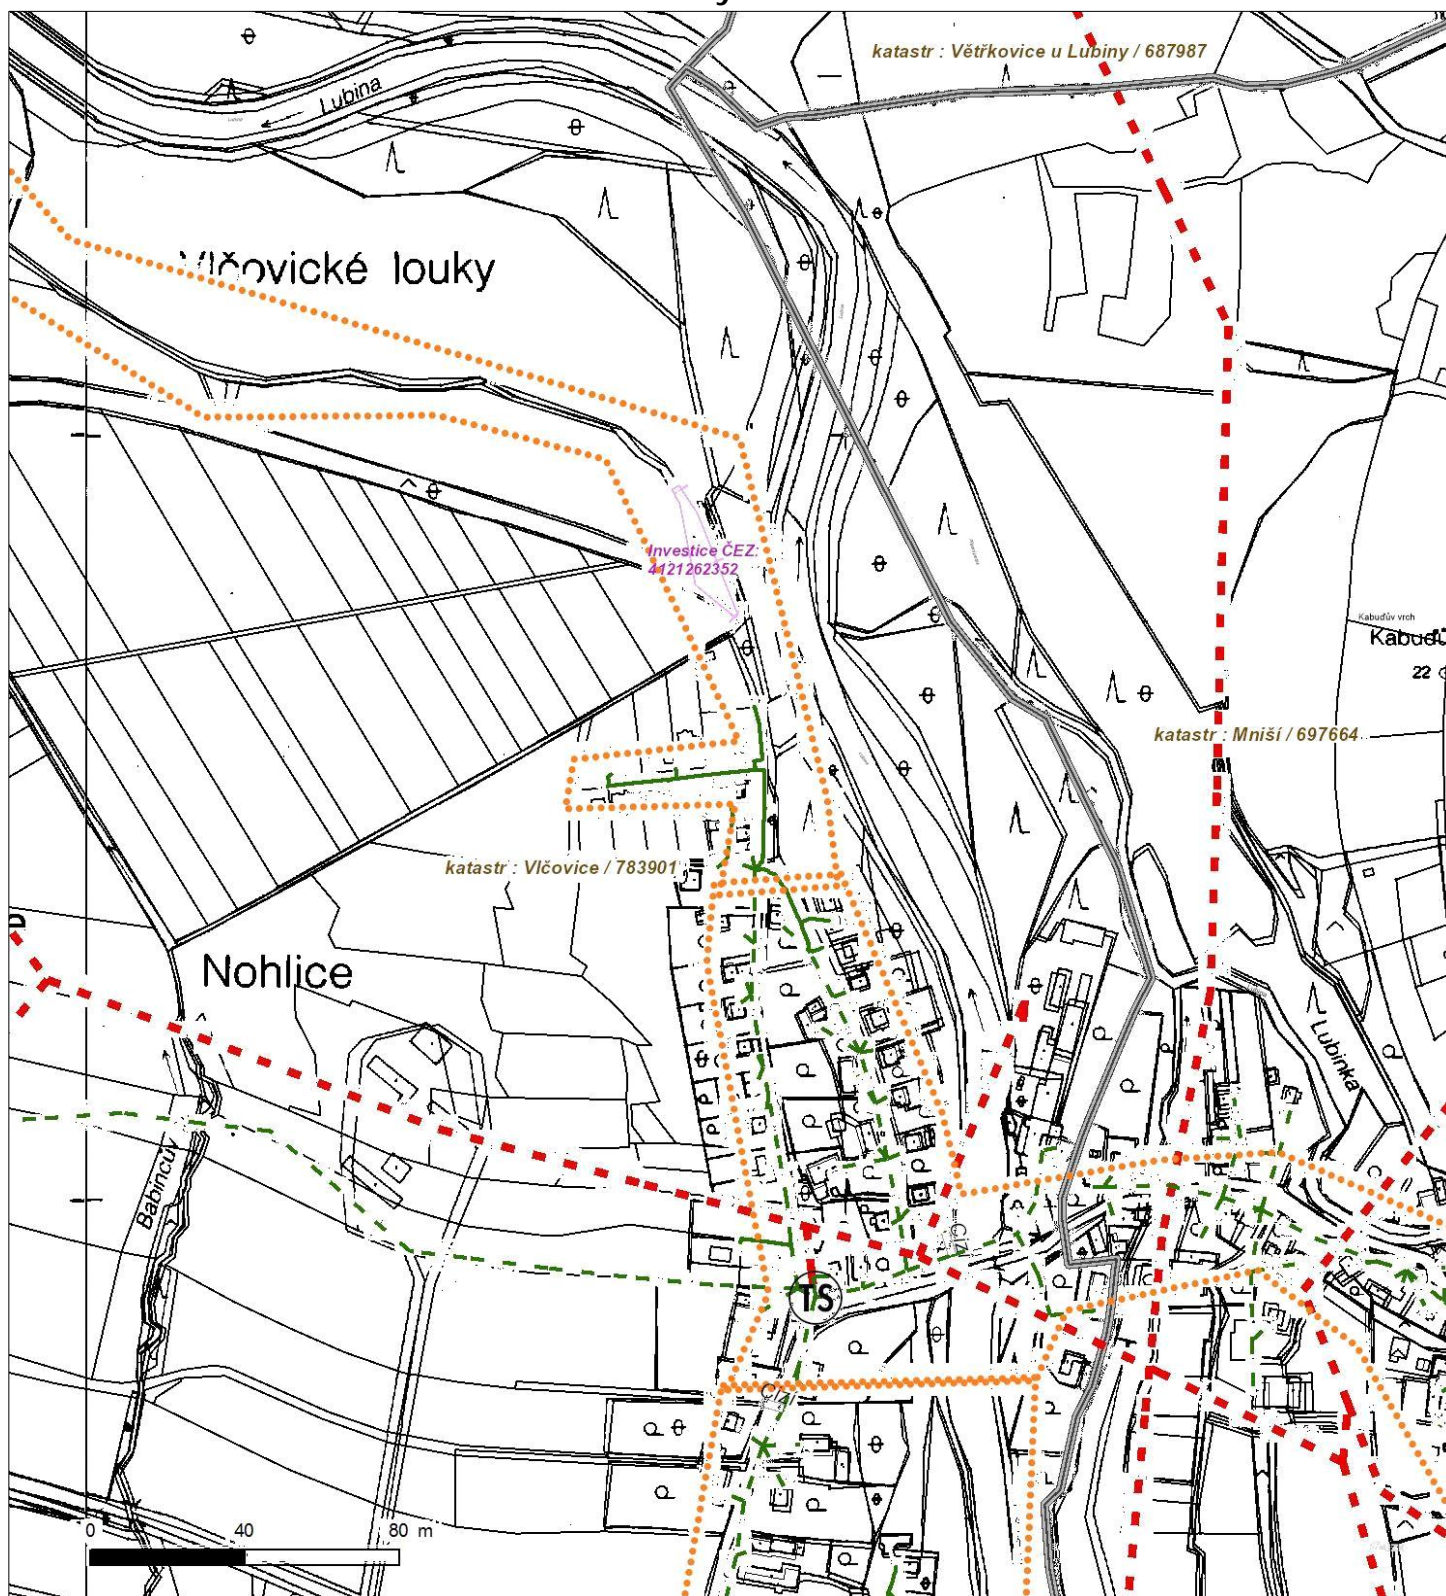 katastr : Větřkovice u Lubiny / 687987
Lubina
Vlčovické louky
Investice ČEZ:
4121262352
Kabudův vrch
22
katastr : Mniší / 697664
katastr : Vlčovice / 783901
Nohlice
Lubinka
Babincův
TS
0 40 80 m